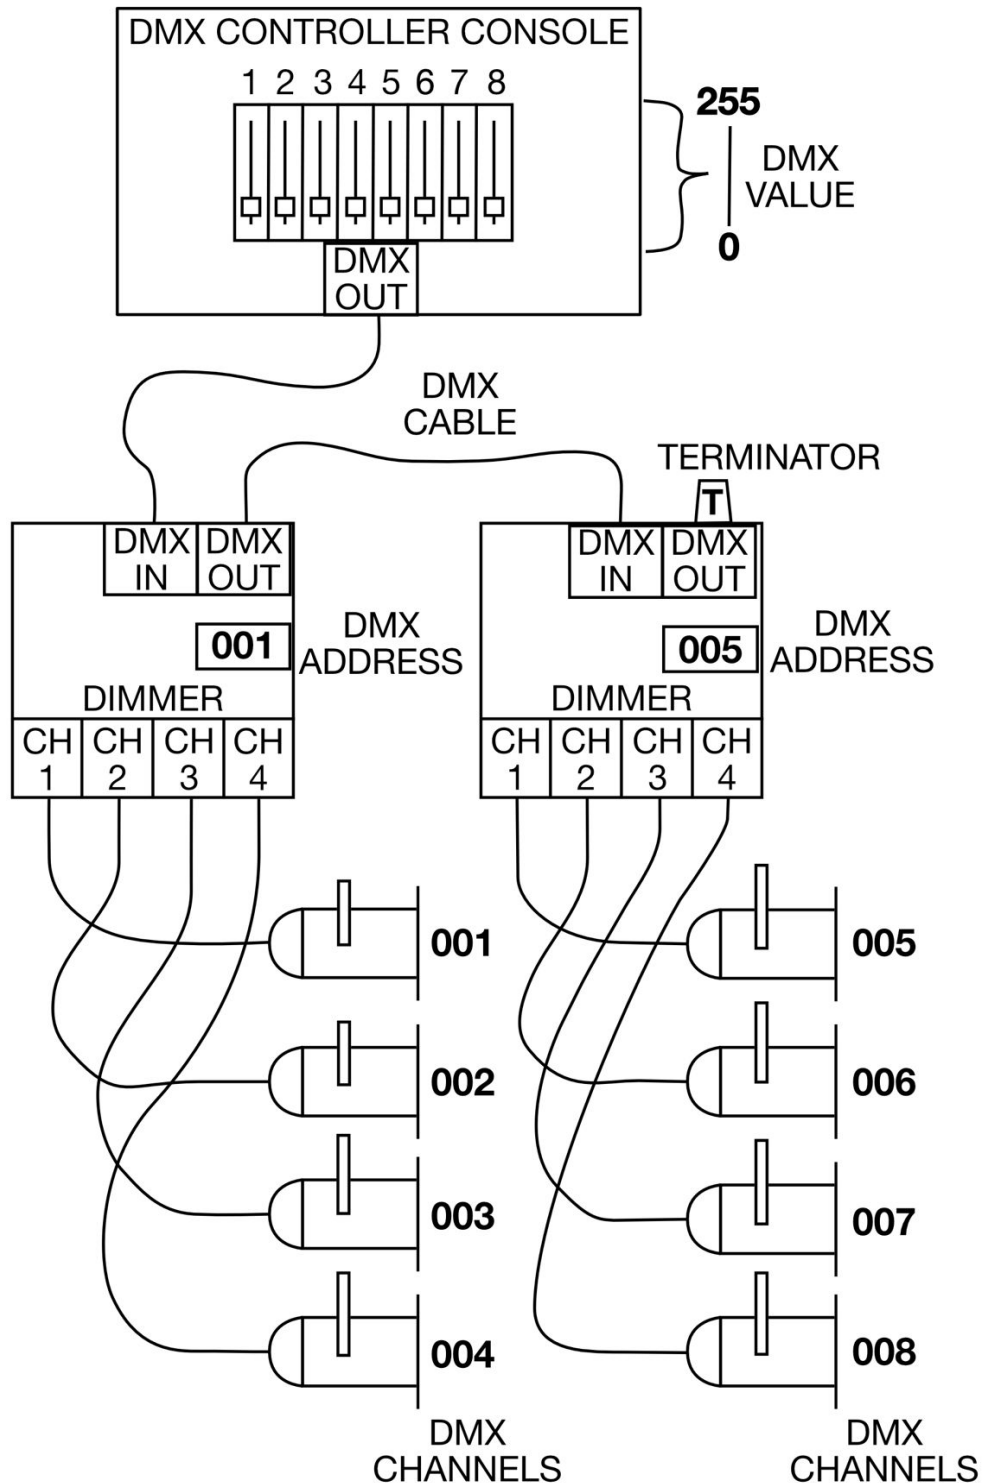 DMX CONTROLLER CONSOLE
1 2 3 4 5 6 7 8
255
DMX
VALUE
0
DMX
OUT
DMX
CABLE
TERMINATOR
T
DMX
IN
DMX
OUT
DMX
IN
DMX
OUT
001
DMX
ADDRESS
005
DMX
ADDRESS
DIMMER
DIMMER
CH
1
CH
2
CH
3
CH
4
CH
1
CH
2
CH
3
CH
4
001
005
002
006
003
007
004
008
DMX
CHANNELS
DMX
CHANNELS